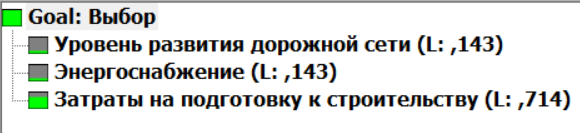 Goal: Выбор
Уровень развития дорожной сети (L: ,143)
Энергоснабжение (L: ,143)
Затраты на подготовку к строительству (L: ,714)